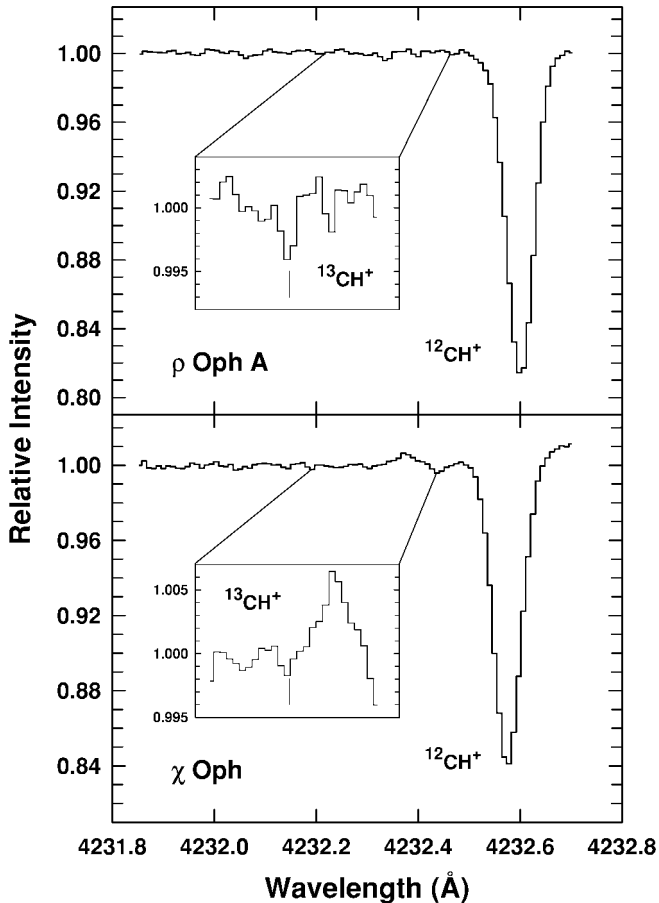 1.00
0.96
0.92
0.88
0.84
0.80
1.000
0.995
¹³CH⁺
¹²CH⁺
ρ Oph A
Relative Intensity
1.00
0.96
0.92
0.88
0.84
1.005
1.000
0.995
¹³CH⁺
¹²CH⁺
χ Oph
4231.8 4232.0 4232.2 4232.4 4232.6 4232.8
Wavelength (Å)